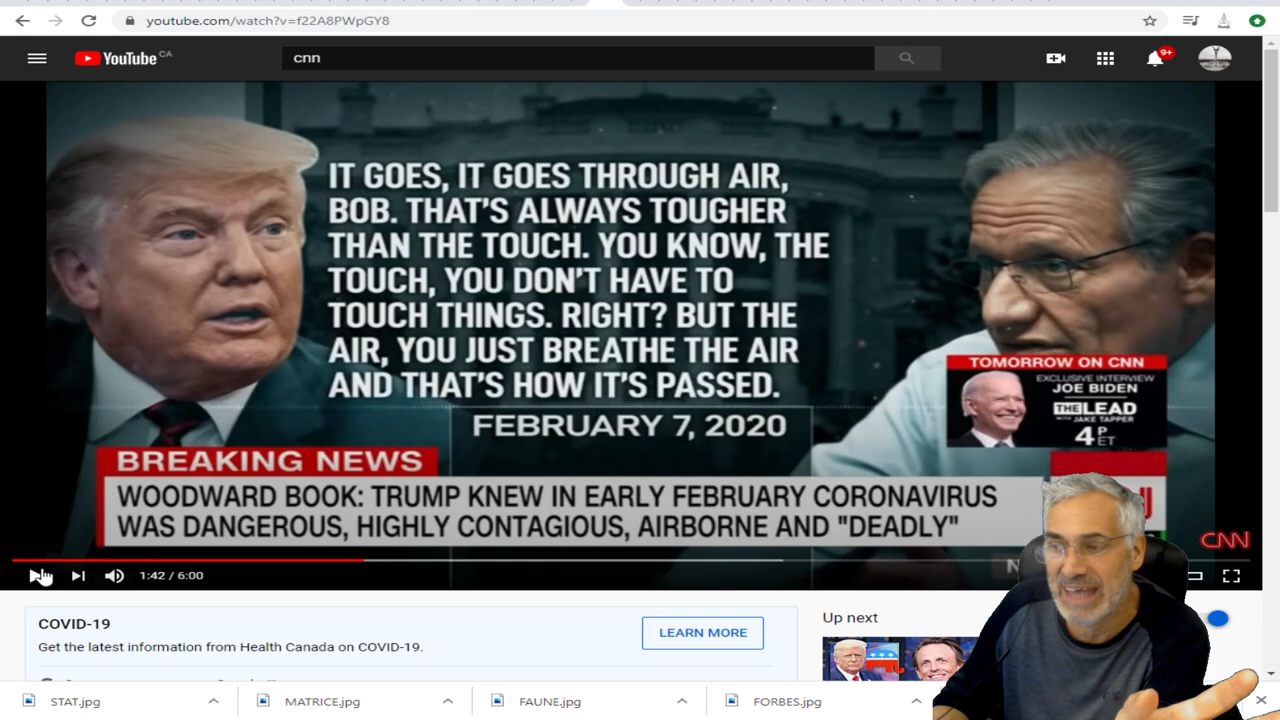 youtube.com/watch?v=f22A8PWpGY8
YouTube CA
cnn
9+
IT GOES, IT GOES THROUGH AIR,
BOB. THAT'S ALWAYS TOUGHER
THAN THE TOUCH. YOU KNOW, THE
TOUCH, YOU DON'T HAVE TO
TOUCH THINGS. RIGHT? BUT THE
AIR, YOU JUST BREATHE THE AIR
AND THAT'S HOW IT'S PASSED.
FEBRUARY 7, 2020
TOMORROW ON CNN
EXCLUSIVE INTERVIEW
JOE BIDEN
THE LEAD
WITH JAKE TAPPER
4 P ET
BREAKING NEWS
WOODWARD BOOK: TRUMP KNEW IN EARLY FEBRUARY CORONAVIRUS
WAS DANGEROUS, HIGHLY CONTAGIOUS, AIRBORNE AND "DEADLY"
CNN
1:42 / 6:00
COVID-19
Get the latest information from Health Canada on COVID-19.
LEARN MORE
Up next
STAT.jpg
MATRICE.jpg
FAUNE.jpg
FORBES.jpg